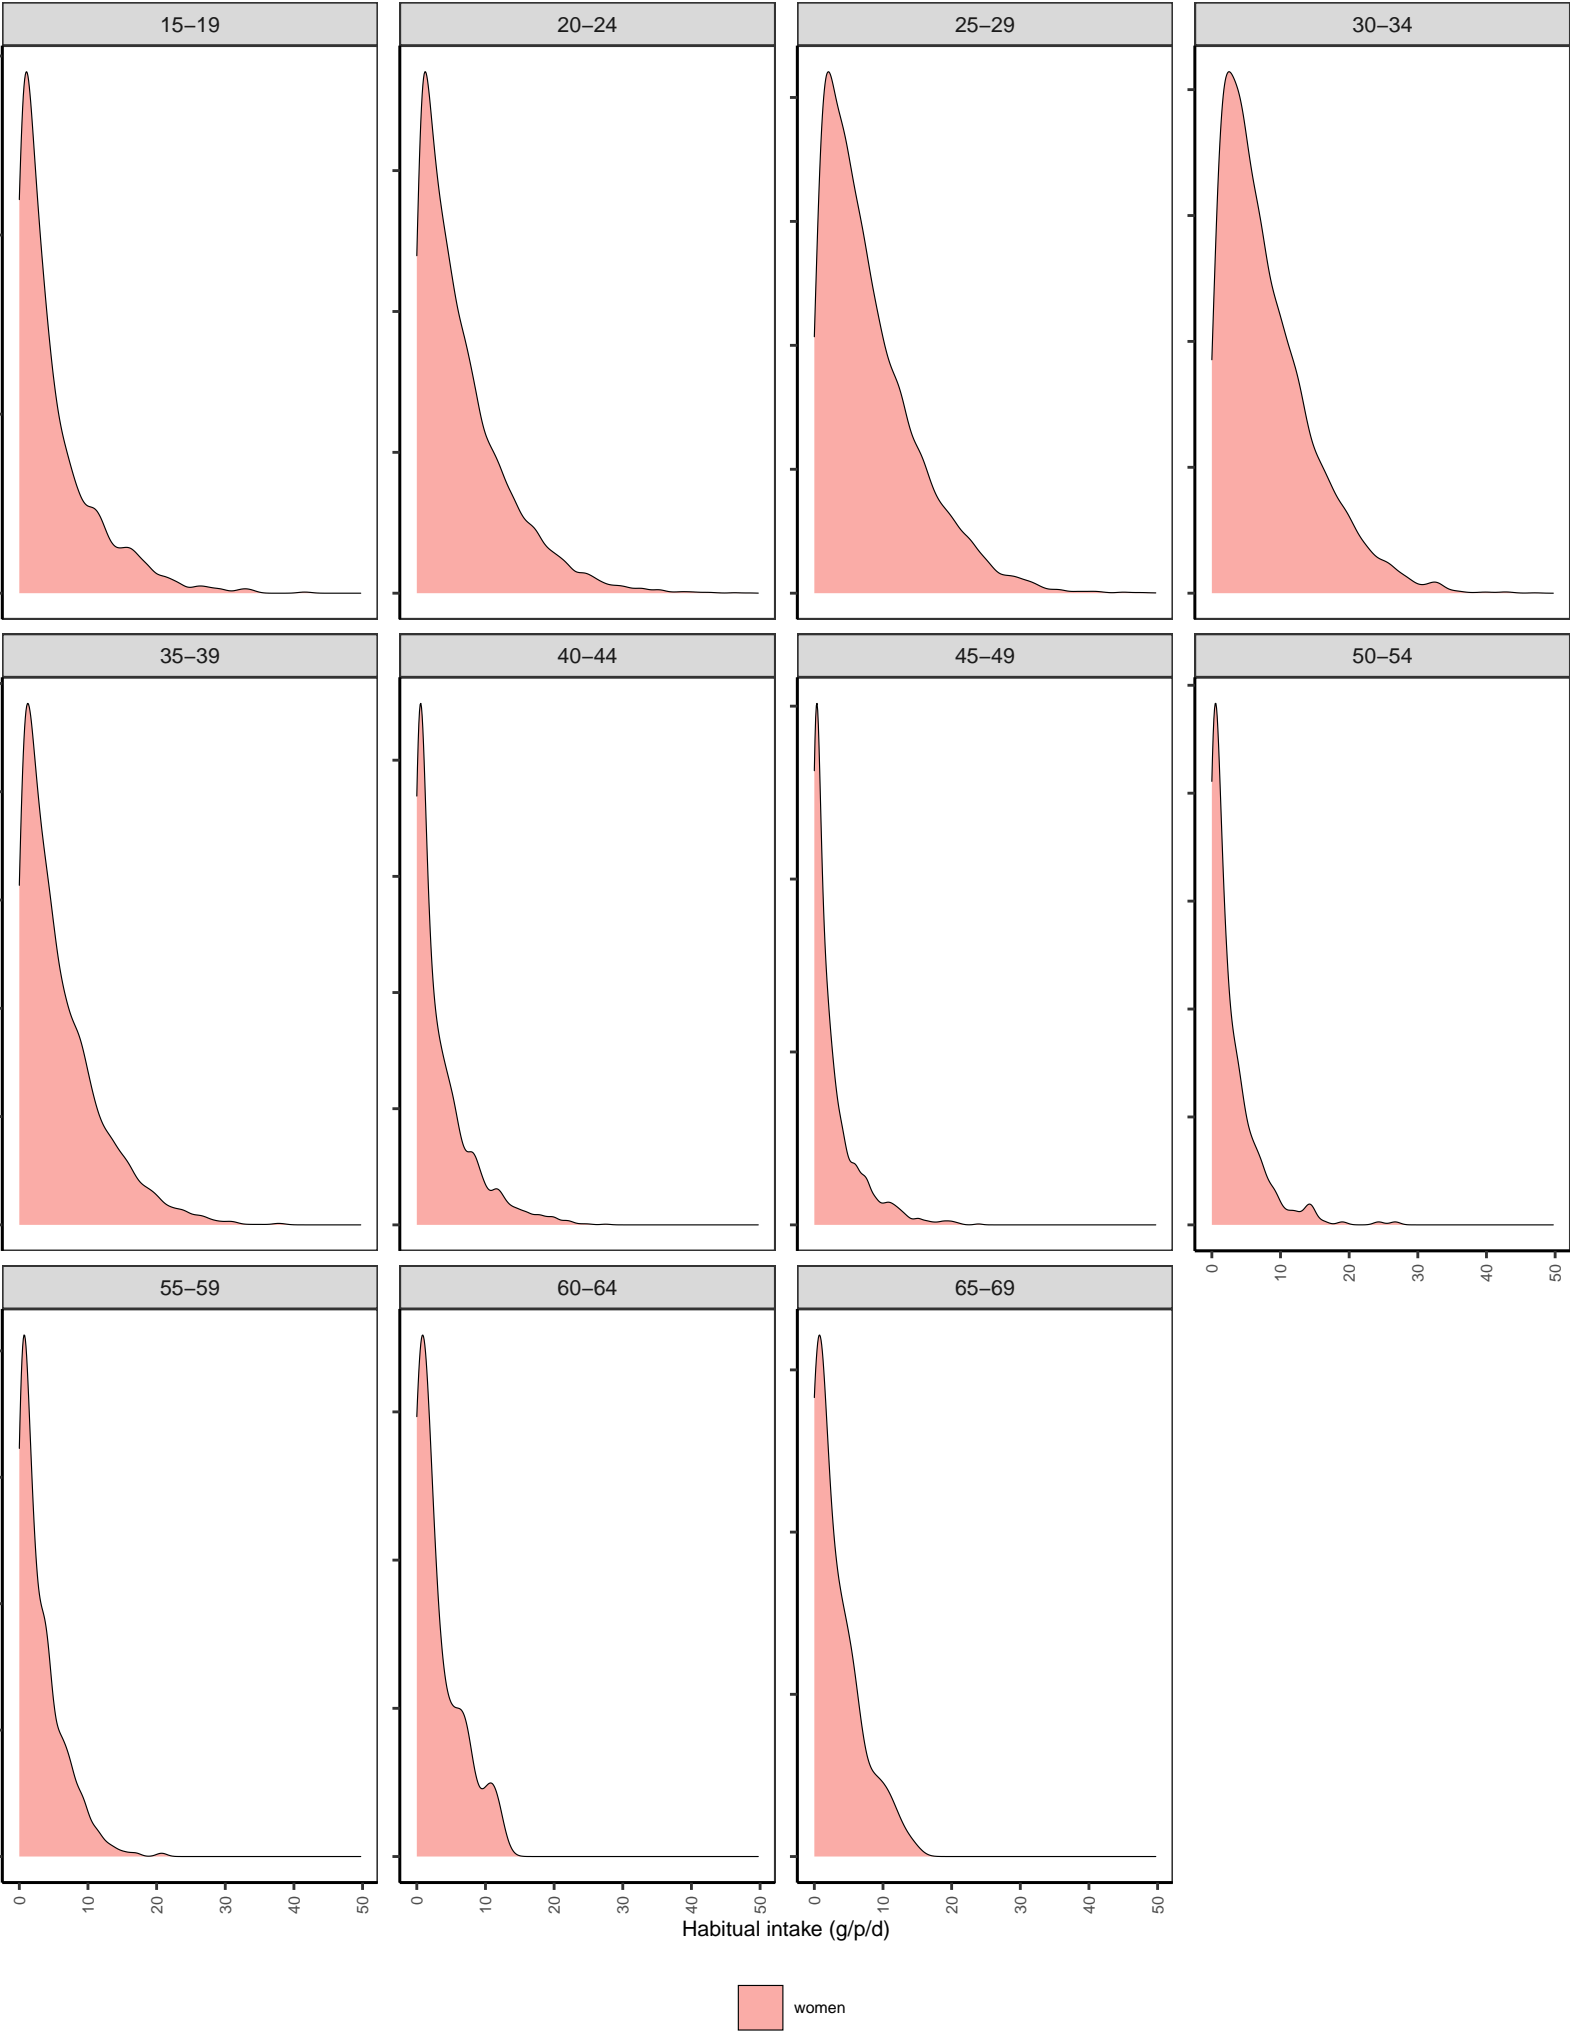 15–19 20–24 25–29 30–34
35–39 40–44 45–49 50–54
0 10 20 30 40 50
55–59 60–64 65–69
0 10 20 30 40 50 0 10 20 30 40 50 0 10 20 30 40 50
Habitual intake (g/p/d)
women